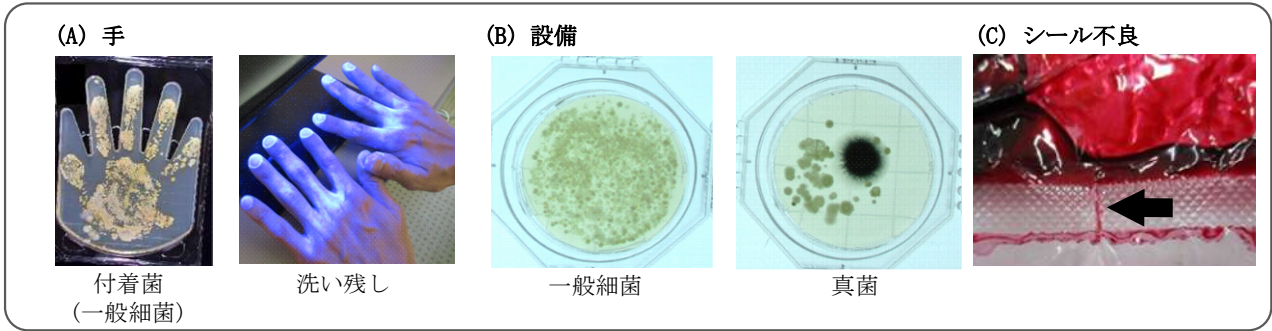 (A) 手
(B) 設備
(C) シール不良
付着菌
(一般細菌)
洗い残し
一般細菌
真菌